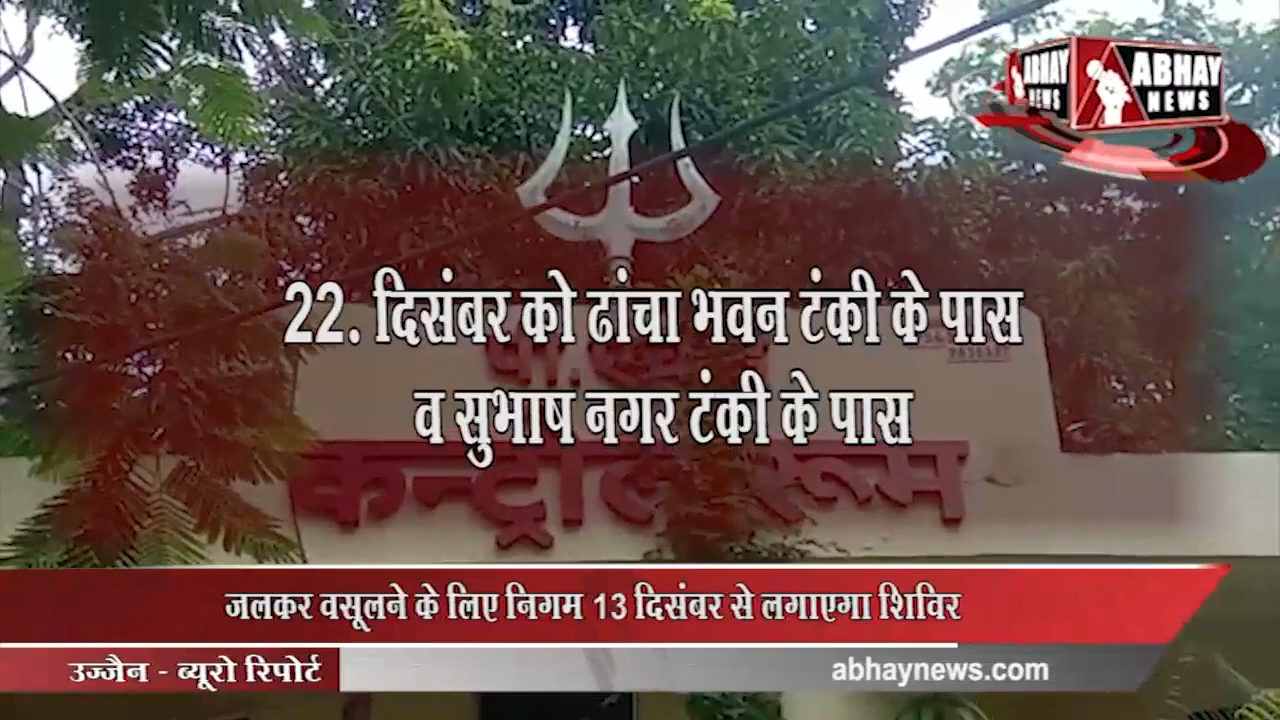 ABHAY
NEWS
ABHAY
NEWS
22. दिसंबर को ढांचा भवन टंकी के पास
व सुभाष नगर टंकी के पास
कन्ट्रोल रूम
जलकर वसूलने के लिए निगम 13 दिसंबर से लगाएगा शिविर
उज्जैन - ब्यूरो रिपोर्ट
abhaynews.com